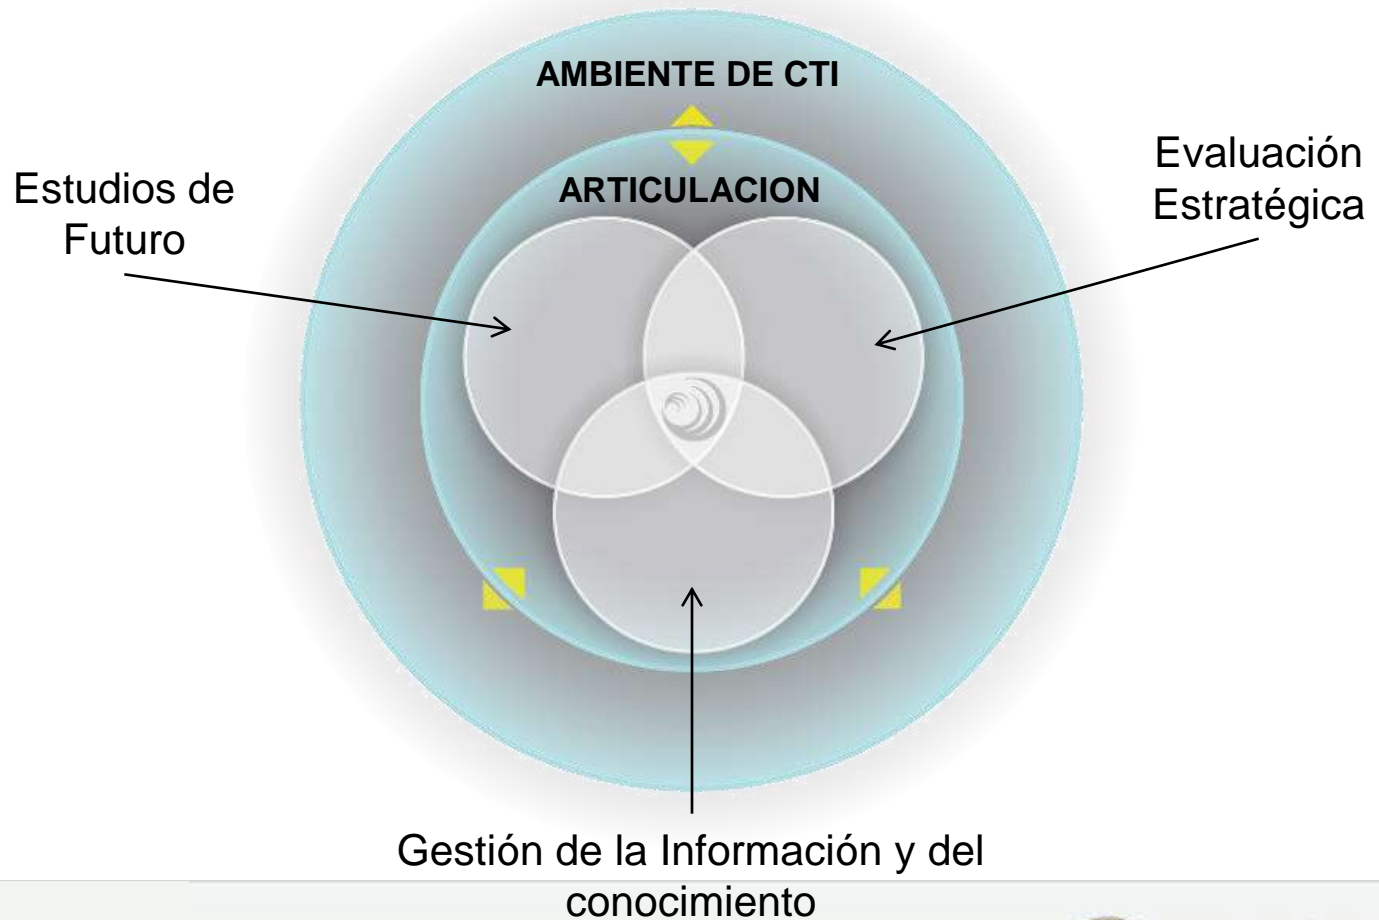 AMBIENTE DE CTI
ARTICULACION
Estudios de
Futuro
Evaluación
Estratégica
Gestión de la Información y del
conocimiento